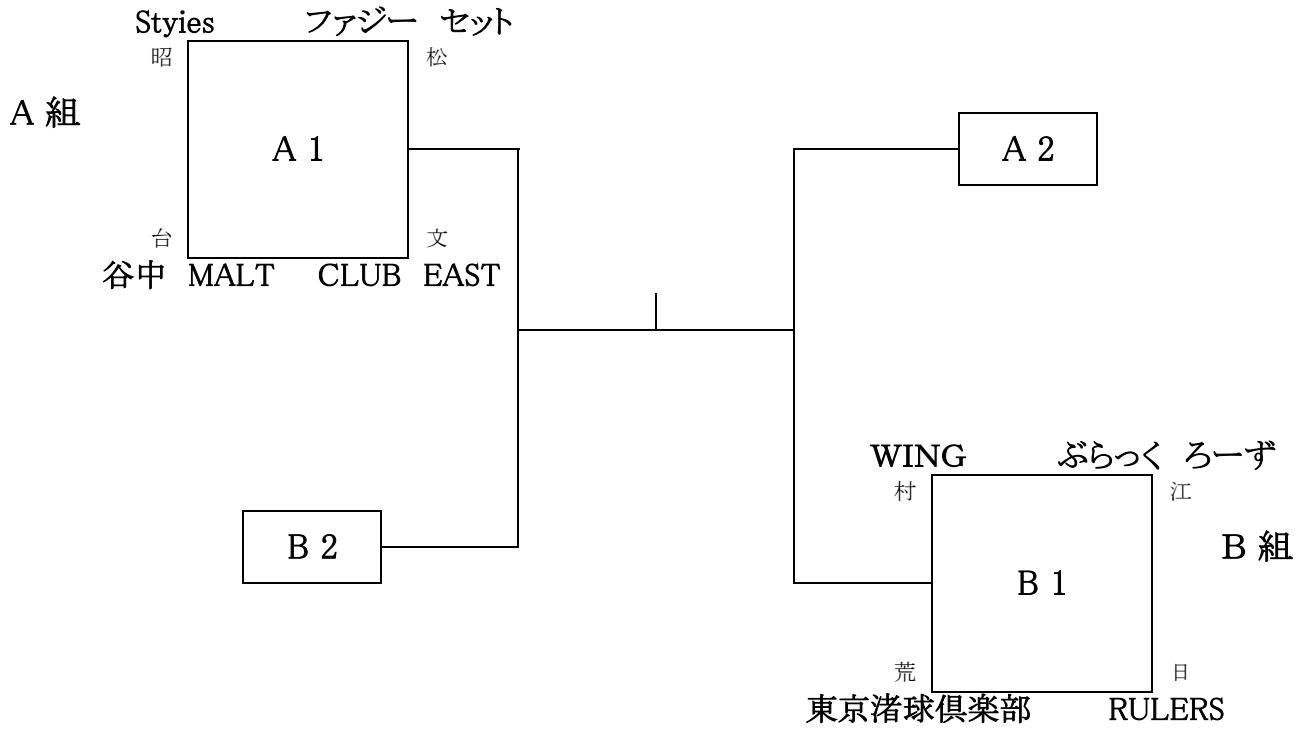 Styies ファジー セット
昭 松
A 組
A 1
A 2
台 文
谷中 MALT CLUB EAST
WING ぶらっく ろーず
村 江
B 2
B 組
B 1
荒 日
東京渚球倶楽部 RULERS